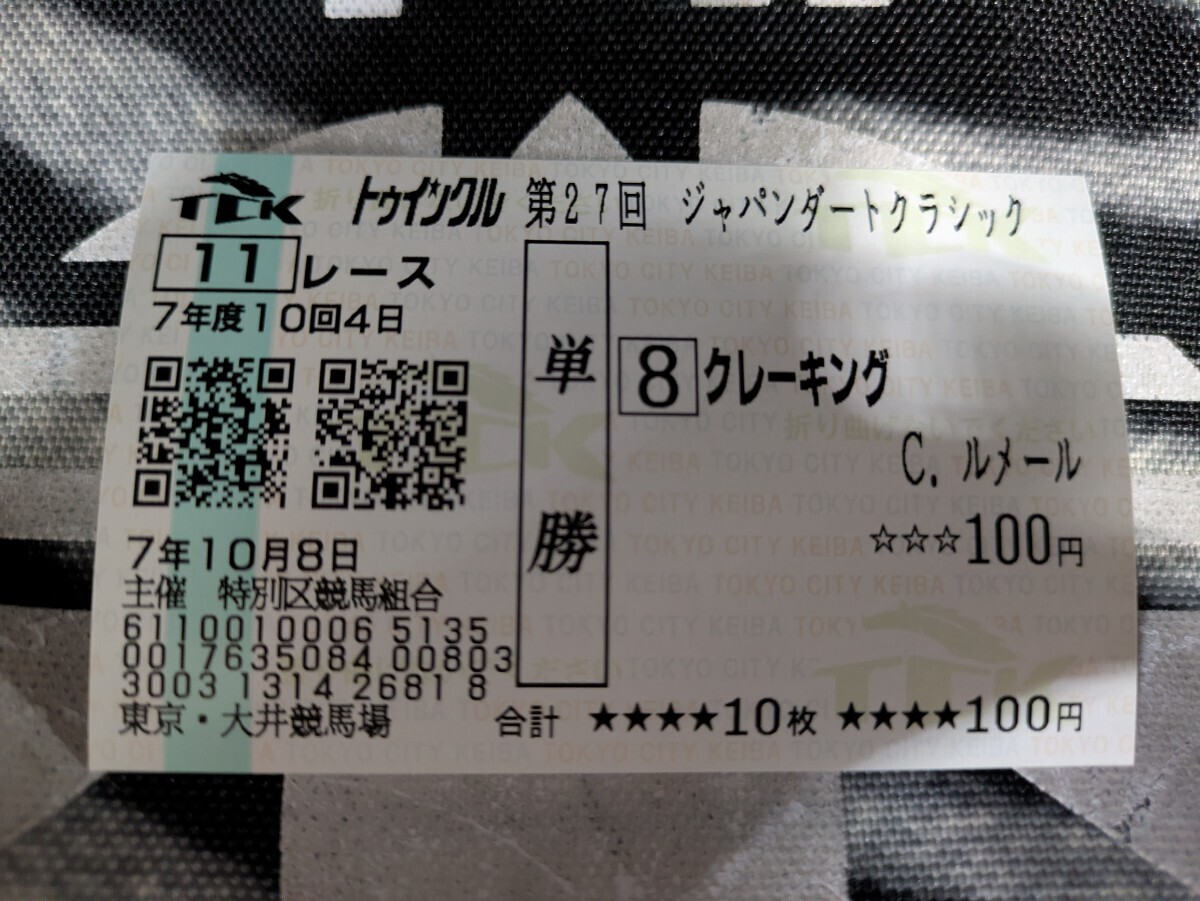 TCK トゥインクル 第27回 ジャパンダートクラシック
11レース
7年度10回4日
単勝
8 クレーキング
C. ルメール
☆☆☆100円
7年10月8日
主催 特別区競馬組合
6110010006 5135
0017635084 00803
3003 1314 26818
東京・大井競馬場 合計 ★★★★10枚 ★★★★100円